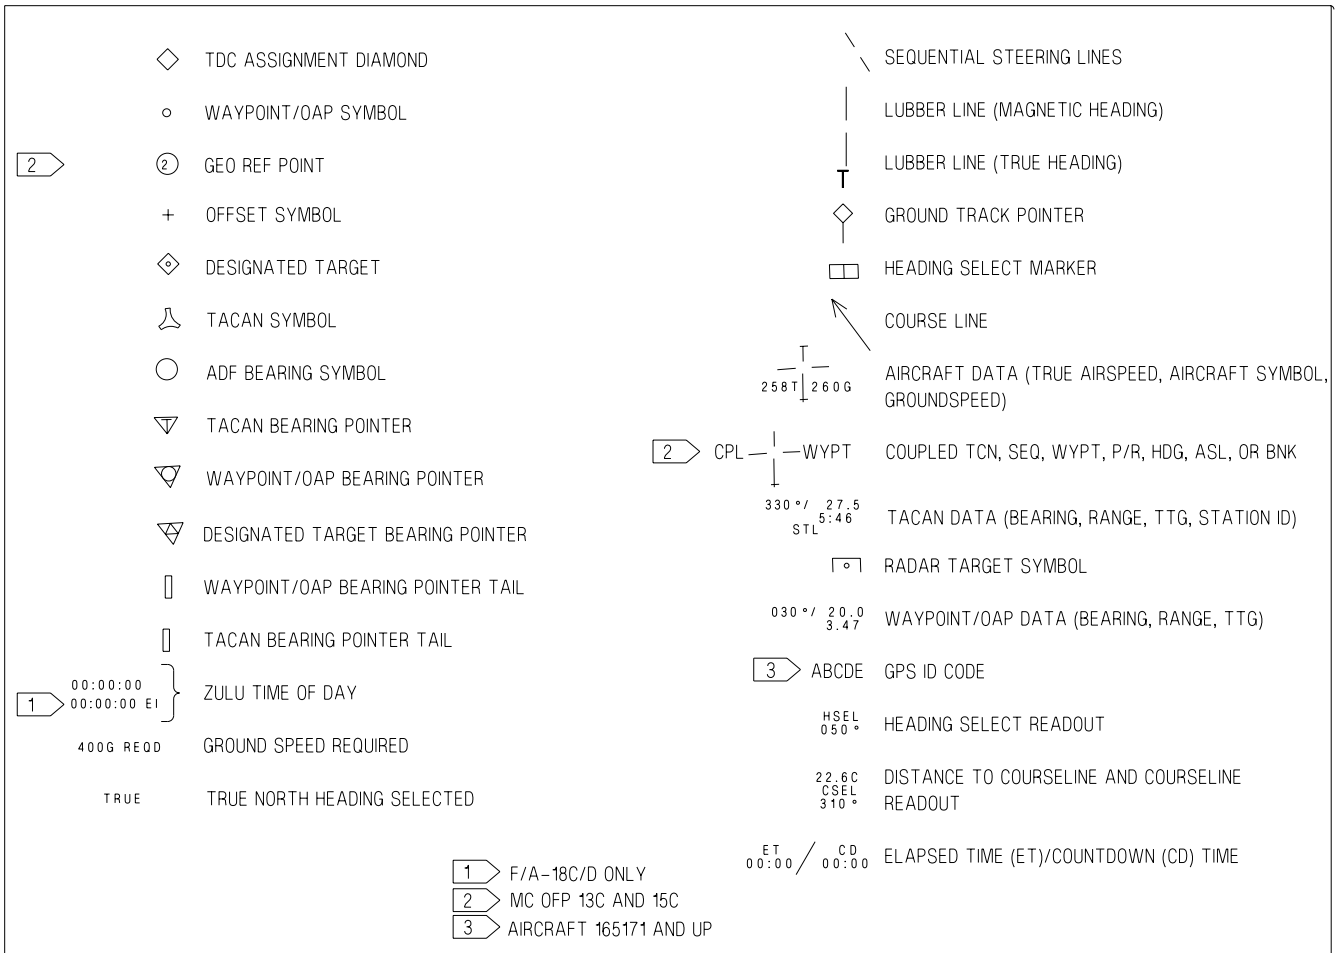 TDC ASSIGNMENT DIAMOND
WAYPOINT/OAP SYMBOL
2 2 GEO REF POINT
+ OFFSET SYMBOL
DESIGNATED TARGET
TACAN SYMBOL
ADF BEARING SYMBOL
T TACAN BEARING POINTER
WAYPOINT/OAP BEARING POINTER
DESIGNATED TARGET BEARING POINTER
WAYPOINT/OAP BEARING POINTER TAIL
TACAN BEARING POINTER TAIL
00:00:00
1 00:00:00 EI
ZULU TIME OF DAY
400G REQD GROUND SPEED REQUIRED
TRUE TRUE NORTH HEADING SELECTED
SEQUENTIAL STEERING LINES
LUBBER LINE (MAGNETIC HEADING)
LUBBER LINE (TRUE HEADING)
T
GROUND TRACK POINTER
HEADING SELECT MARKER
COURSE LINE
T
258T 260G
AIRCRAFT DATA (TRUE AIRSPEED, AIRCRAFT SYMBOL,
GROUNDSPEED)
2 CPL WYPT COUPLED TCN, SEQ, WYPT, P/R, HDG, ASL, OR BNK
330°/ 27.5
5:46
STL
TACAN DATA (BEARING, RANGE, TTG, STATION ID)
RADAR TARGET SYMBOL
030°/ 20.0
3.47
WAYPOINT/OAP DATA (BEARING, RANGE, TTG)
3 ABCDE GPS ID CODE
HSEL
050°
HEADING SELECT READOUT
22.6C
CSEL
310°
DISTANCE TO COURSELINE AND COURSELINE
READOUT
ET / CD
00:00 00:00
ELAPSED TIME (ET)/COUNTDOWN (CD) TIME
1 F/A-18C/D ONLY
2 MC OFP 13C AND 15C
3 AIRCRAFT 165171 AND UP